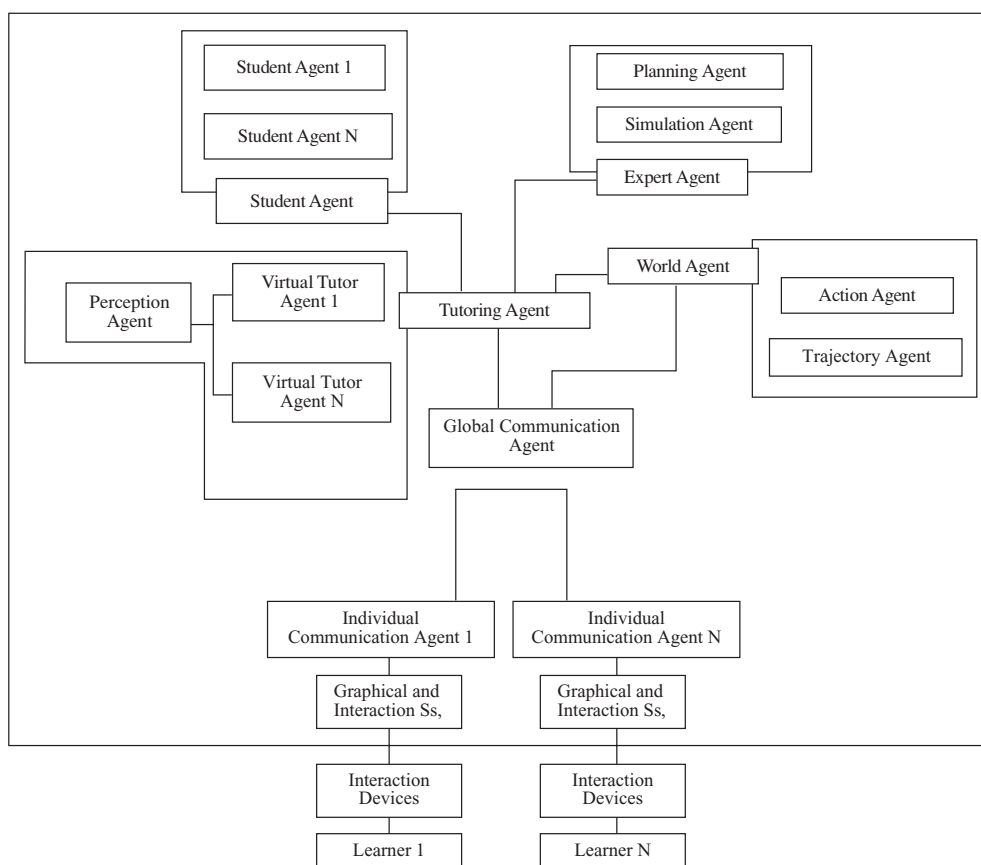 Student Agent 1
Student Agent N
Student Agent
Planning Agent
Simulation Agent
Expert Agent
Perception
Agent
Virtual Tutor
Agent 1
Virtual Tutor
Agent N
Tutoring Agent
World Agent
Action Agent
Trajectory Agent
Global Communication
Agent
Individual
Communication Agent 1
Individual
Communication Agent N
Graphical and
Interaction Ss,
Graphical and
Interaction Ss,
Interaction
Devices
Interaction
Devices
Learner 1
Learner N